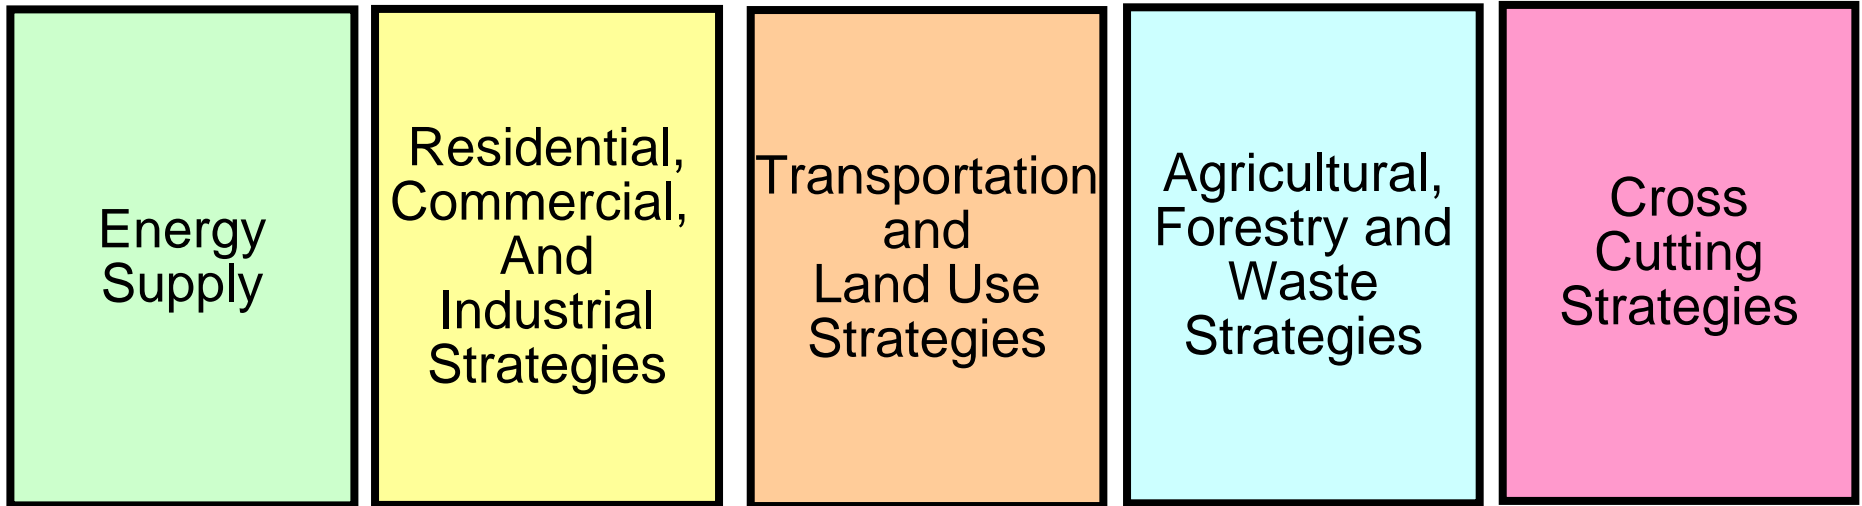 Energy
Supply
Residential,
Commercial,
And
Industrial
Strategies
Transportation
and
Land Use
Strategies
Agricultural,
Forestry and
Waste
Strategies
Cross
Cutting
Strategies